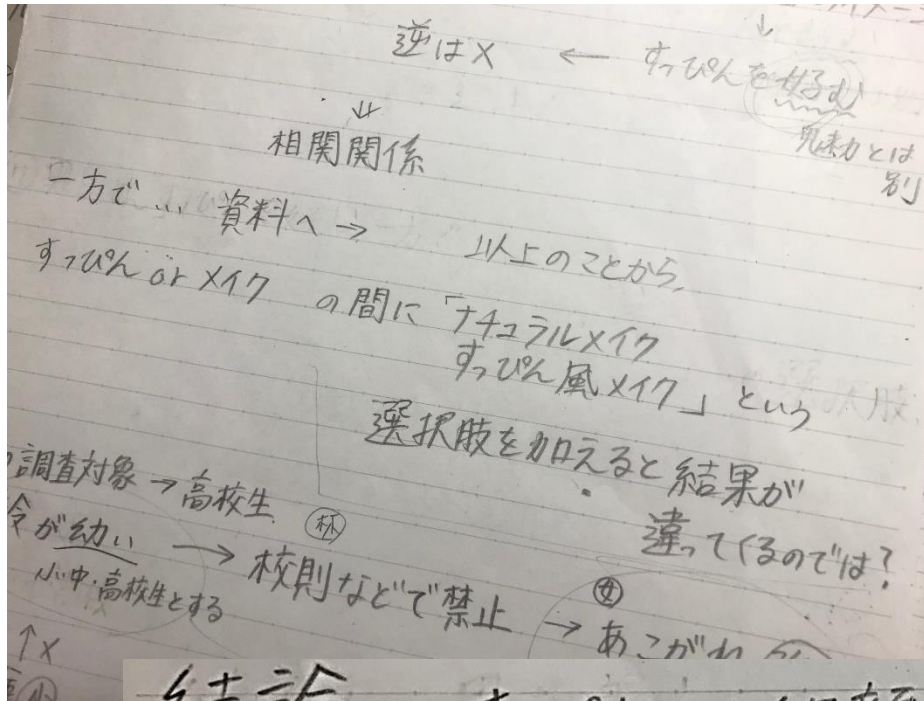 逆は× ← すっぴんを好む
↓
魅力とは
別
⇓
相関関係
一方で… 資料へ→ 以上のことから、
すっぴん or メイク の間に「ナチュラルメイク
すっぴん風メイク」という
選択肢を加えると結果が
違ってくるのでは?
調査対象→高校生
が幼い → 校則などで禁止 → あこがれ
小中・高校生とする
女
↑×
結論